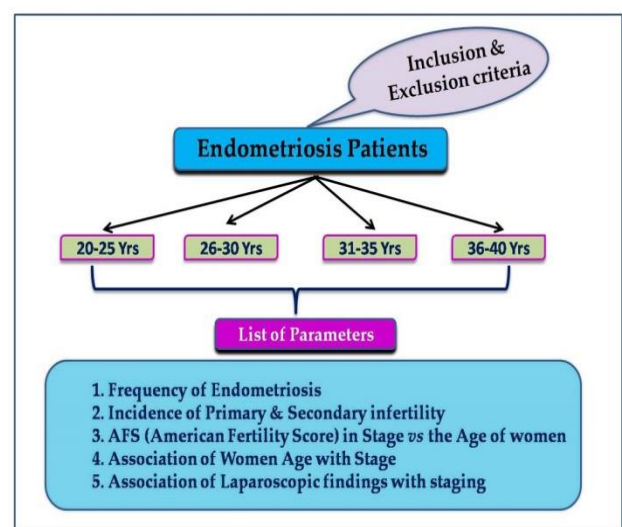 Inclusion &
Exclusion criteria
Endometriosis Patients
20-25 Yrs
26-30 Yrs
31-35 Yrs
36-40 Yrs
List of Parameters
1. Frequency of Endometriosis
2. Incidence of Primary & Secondary infertility
3. AFS (American Fertility Score) in Stage vs the Age of women
4. Association of Women Age with Stage
5. Association of Laparoscopic findings with staging